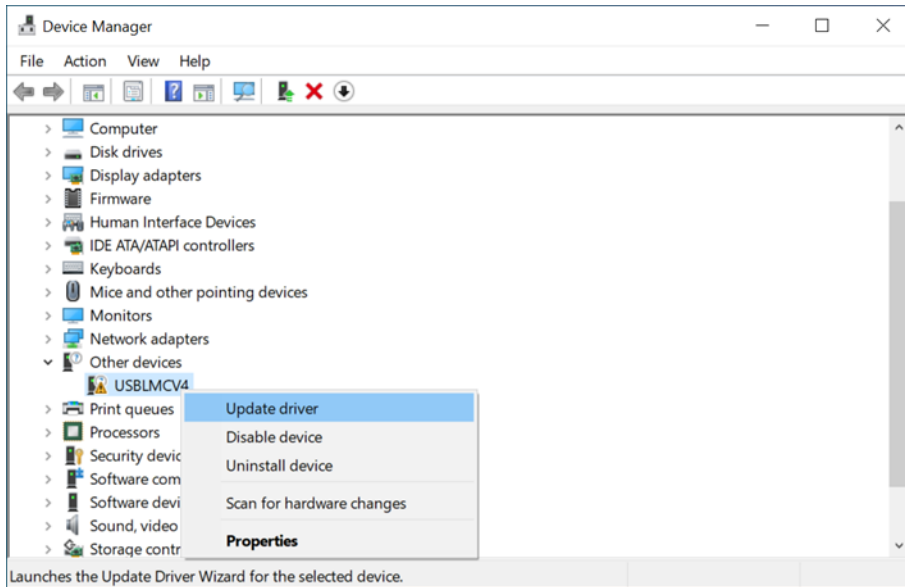 Device Manager
File Action View Help
Computer
Disk drives
Display adapters
Firmware
Human Interface Devices
IDE ATA/ATAPI controllers
Keyboards
Mice and other pointing devices
Monitors
Network adapters
Other devices
USBLMCV4
Print queues
Processors
Security devic
Software com
Software devi
Sound, video
Storage contr
Update driver
Disable device
Uninstall device
Scan for hardware changes
Properties
Launches the Update Driver Wizard for the selected device.